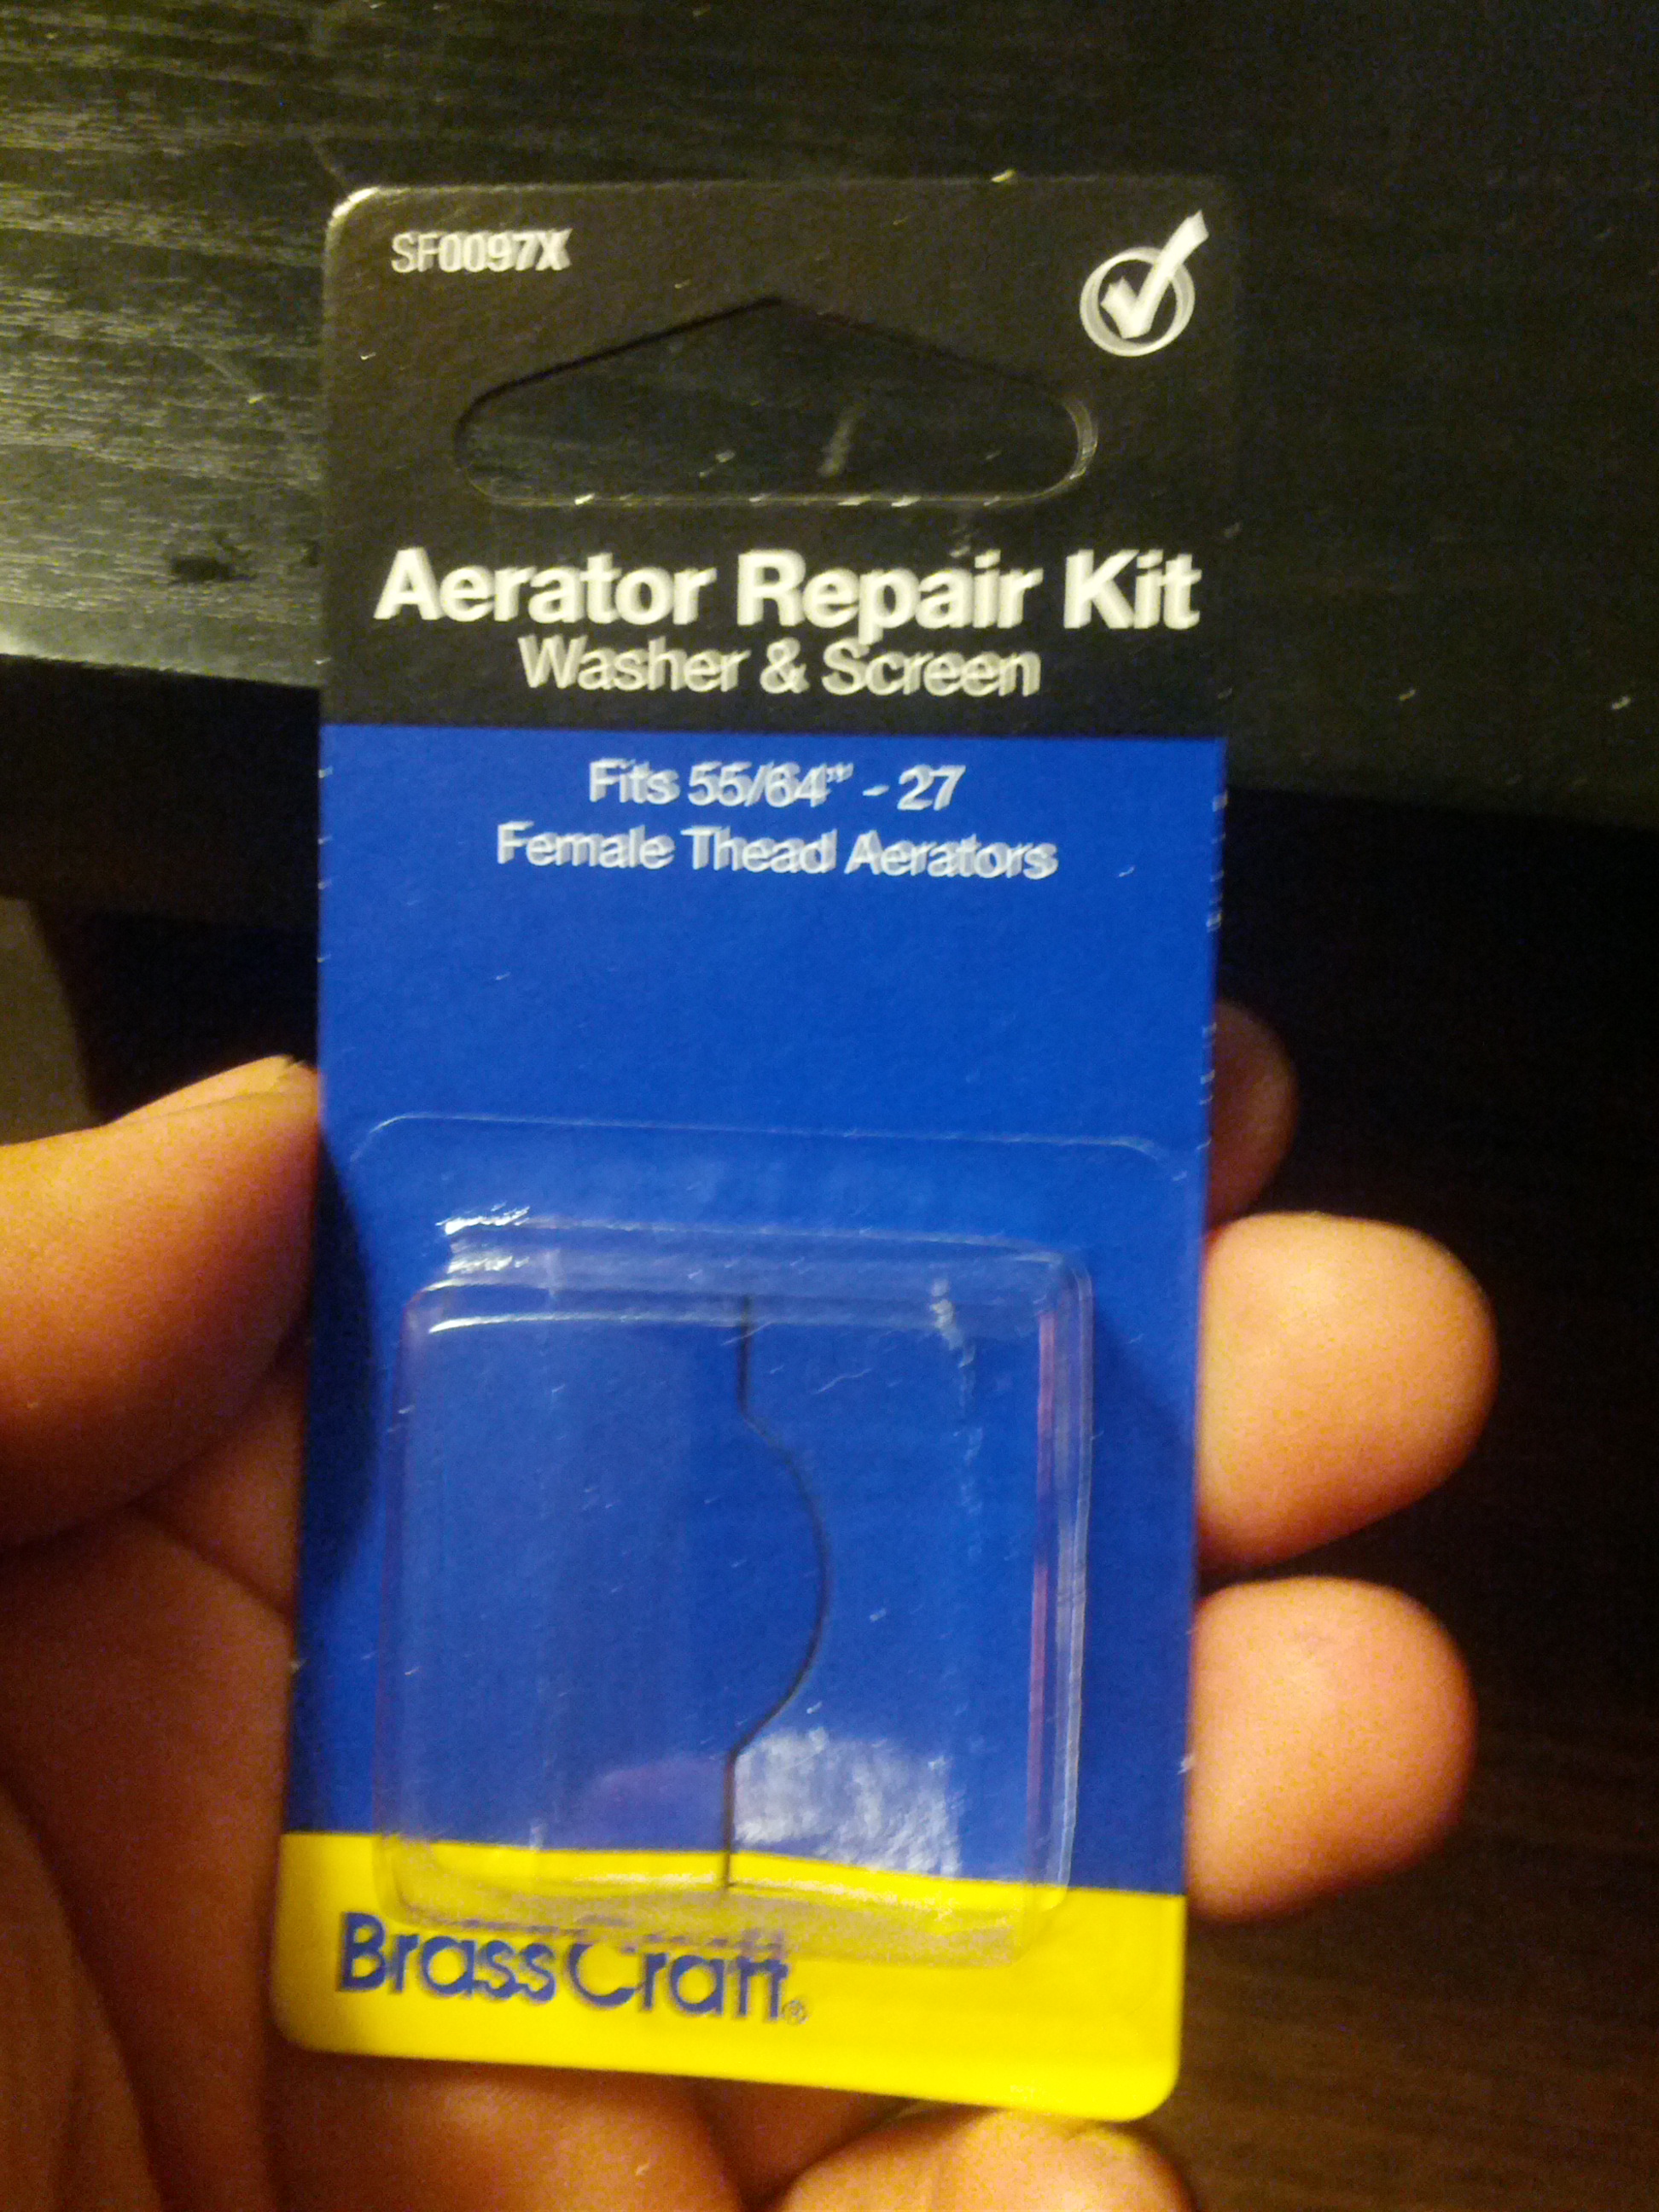 SF0097X
Aerator Repair Kit
Washer & Screen
Fits 55/64" - 27
Female Thead Aerators
BrassCraft®